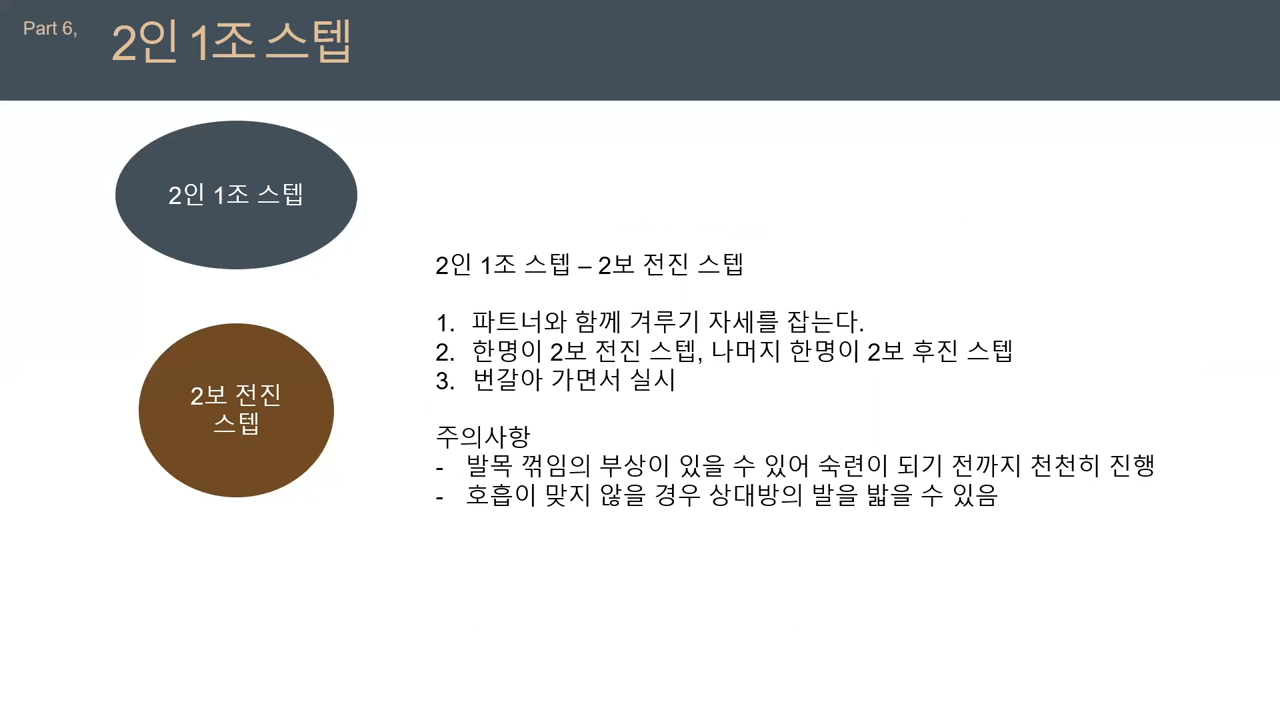 Part 6,
2인 1조 스텝
2인 1조 스텝
2보 전진
스텝
2인 1조 스텝 – 2보 전진 스텝
1. 파트너와 함께 겨루기 자세를 잡는다.
2. 한명이 2보 전진 스텝, 나머지 한명이 2보 후진 스텝
3. 번갈아 가면서 실시
주의사항
- 발목 꺾임의 부상이 있을 수 있어 숙련이 되기 전까지 천천히 진행
- 호흡이 맞지 않을 경우 상대방의 발을 밟을 수 있음